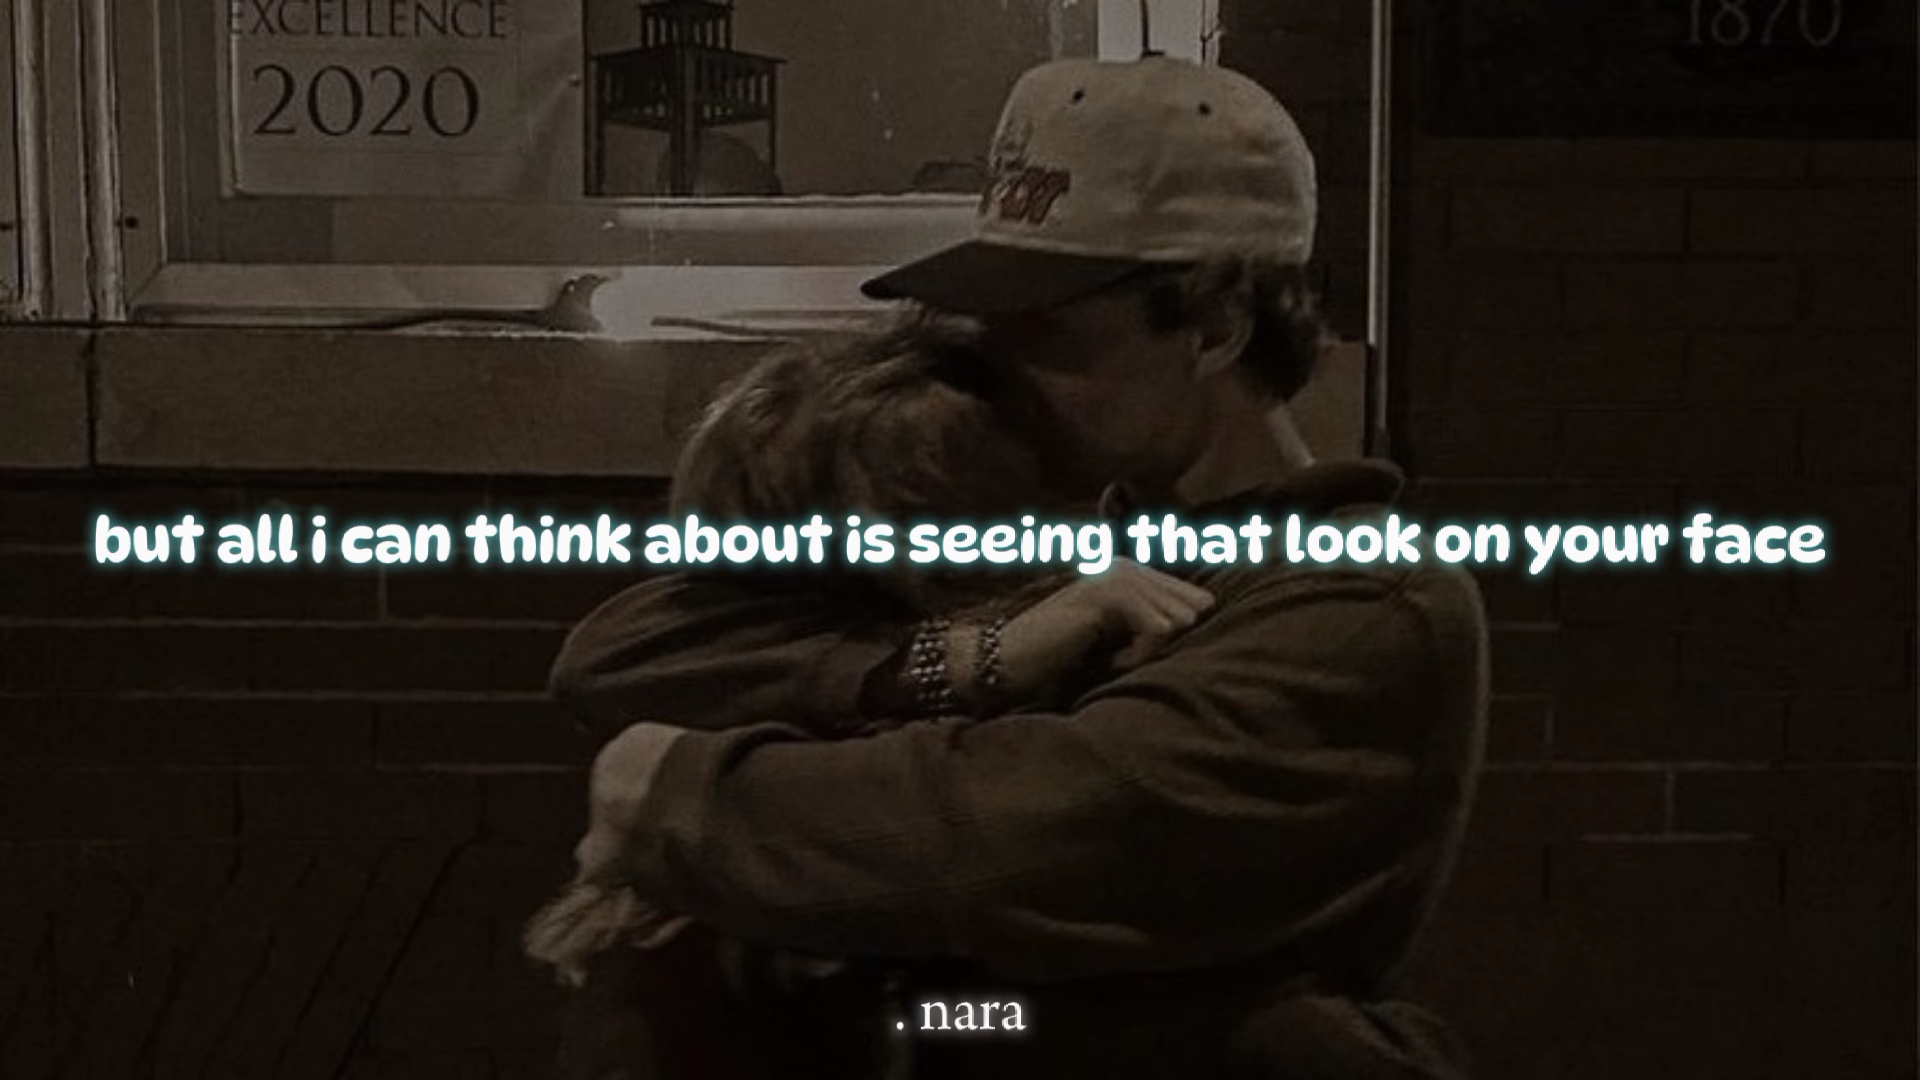 EXCELLENCE
2020
1870
but all i can think about is seeing that look on your face
. nara